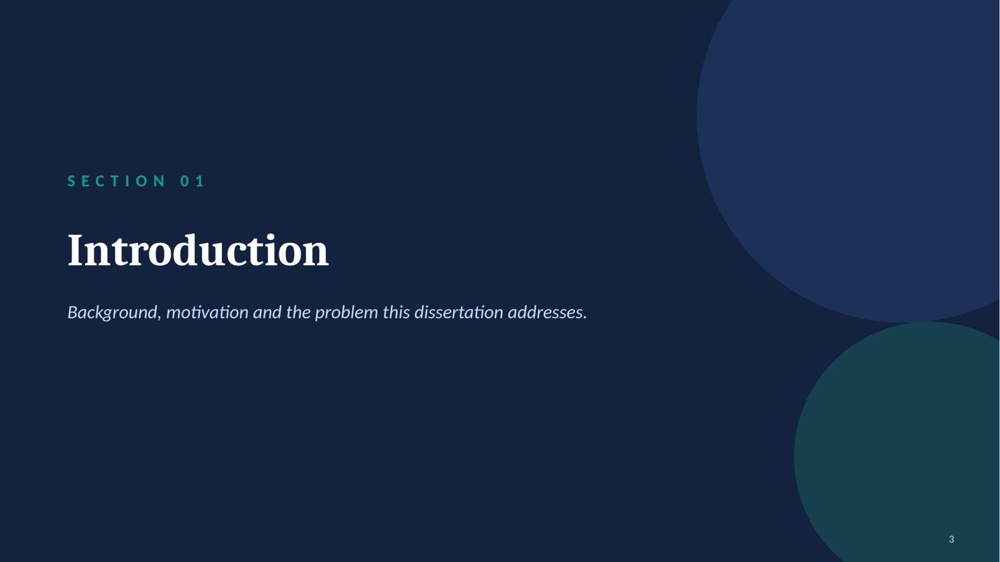 SECTION 01
Introduction
Background, motivation and the problem this dissertation addresses.
3